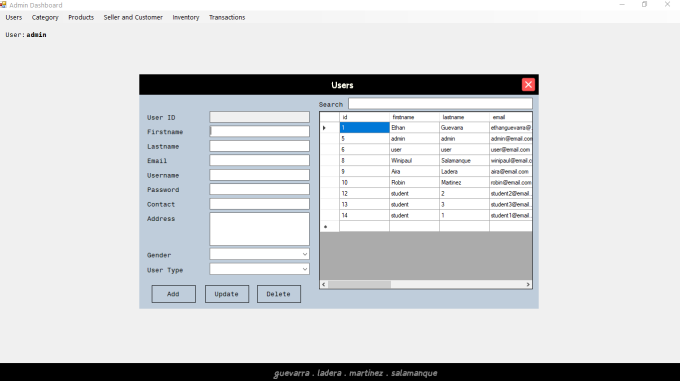 Admin Dashboard
Users Category Products Seller and Customer Inventory Transactions
User: admin
Users
Search
User ID
Firstname
Lastname
Email
Username
Password
Contact
Address
Gender
User Type
Add Update Delete
id firstname lastname email
1 Ethan Guevarra ethanguevarra@
5 admin admin admin@email.com
6 user user user@email.com
8 Winipaul Salamanque winipaul@email.c
9 Aira Ladera aira@email.com
10 Robin Martinez robin@email.com
12 student 2 student2@email.
13 student 3 student3@email.
14 student 1 student1@email.
guevarra . ladera . martinez . salamanque